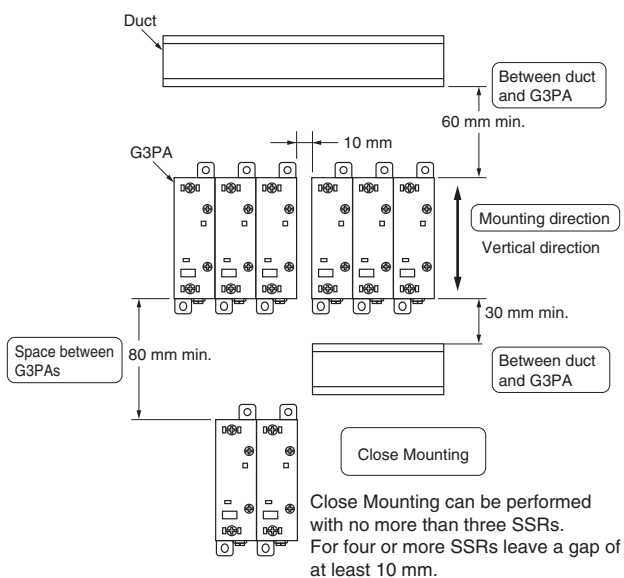 Duct
Between duct
and G3PA
60 mm min.
10 mm
G3PA
Mounting direction
Vertical direction
30 mm min.
Space between
G3PAs
80 mm min.
Between duct
and G3PA
Close Mounting
Close Mounting can be performed
with no more than three SSRs.
For four or more SSRs leave a gap of
at least 10 mm.